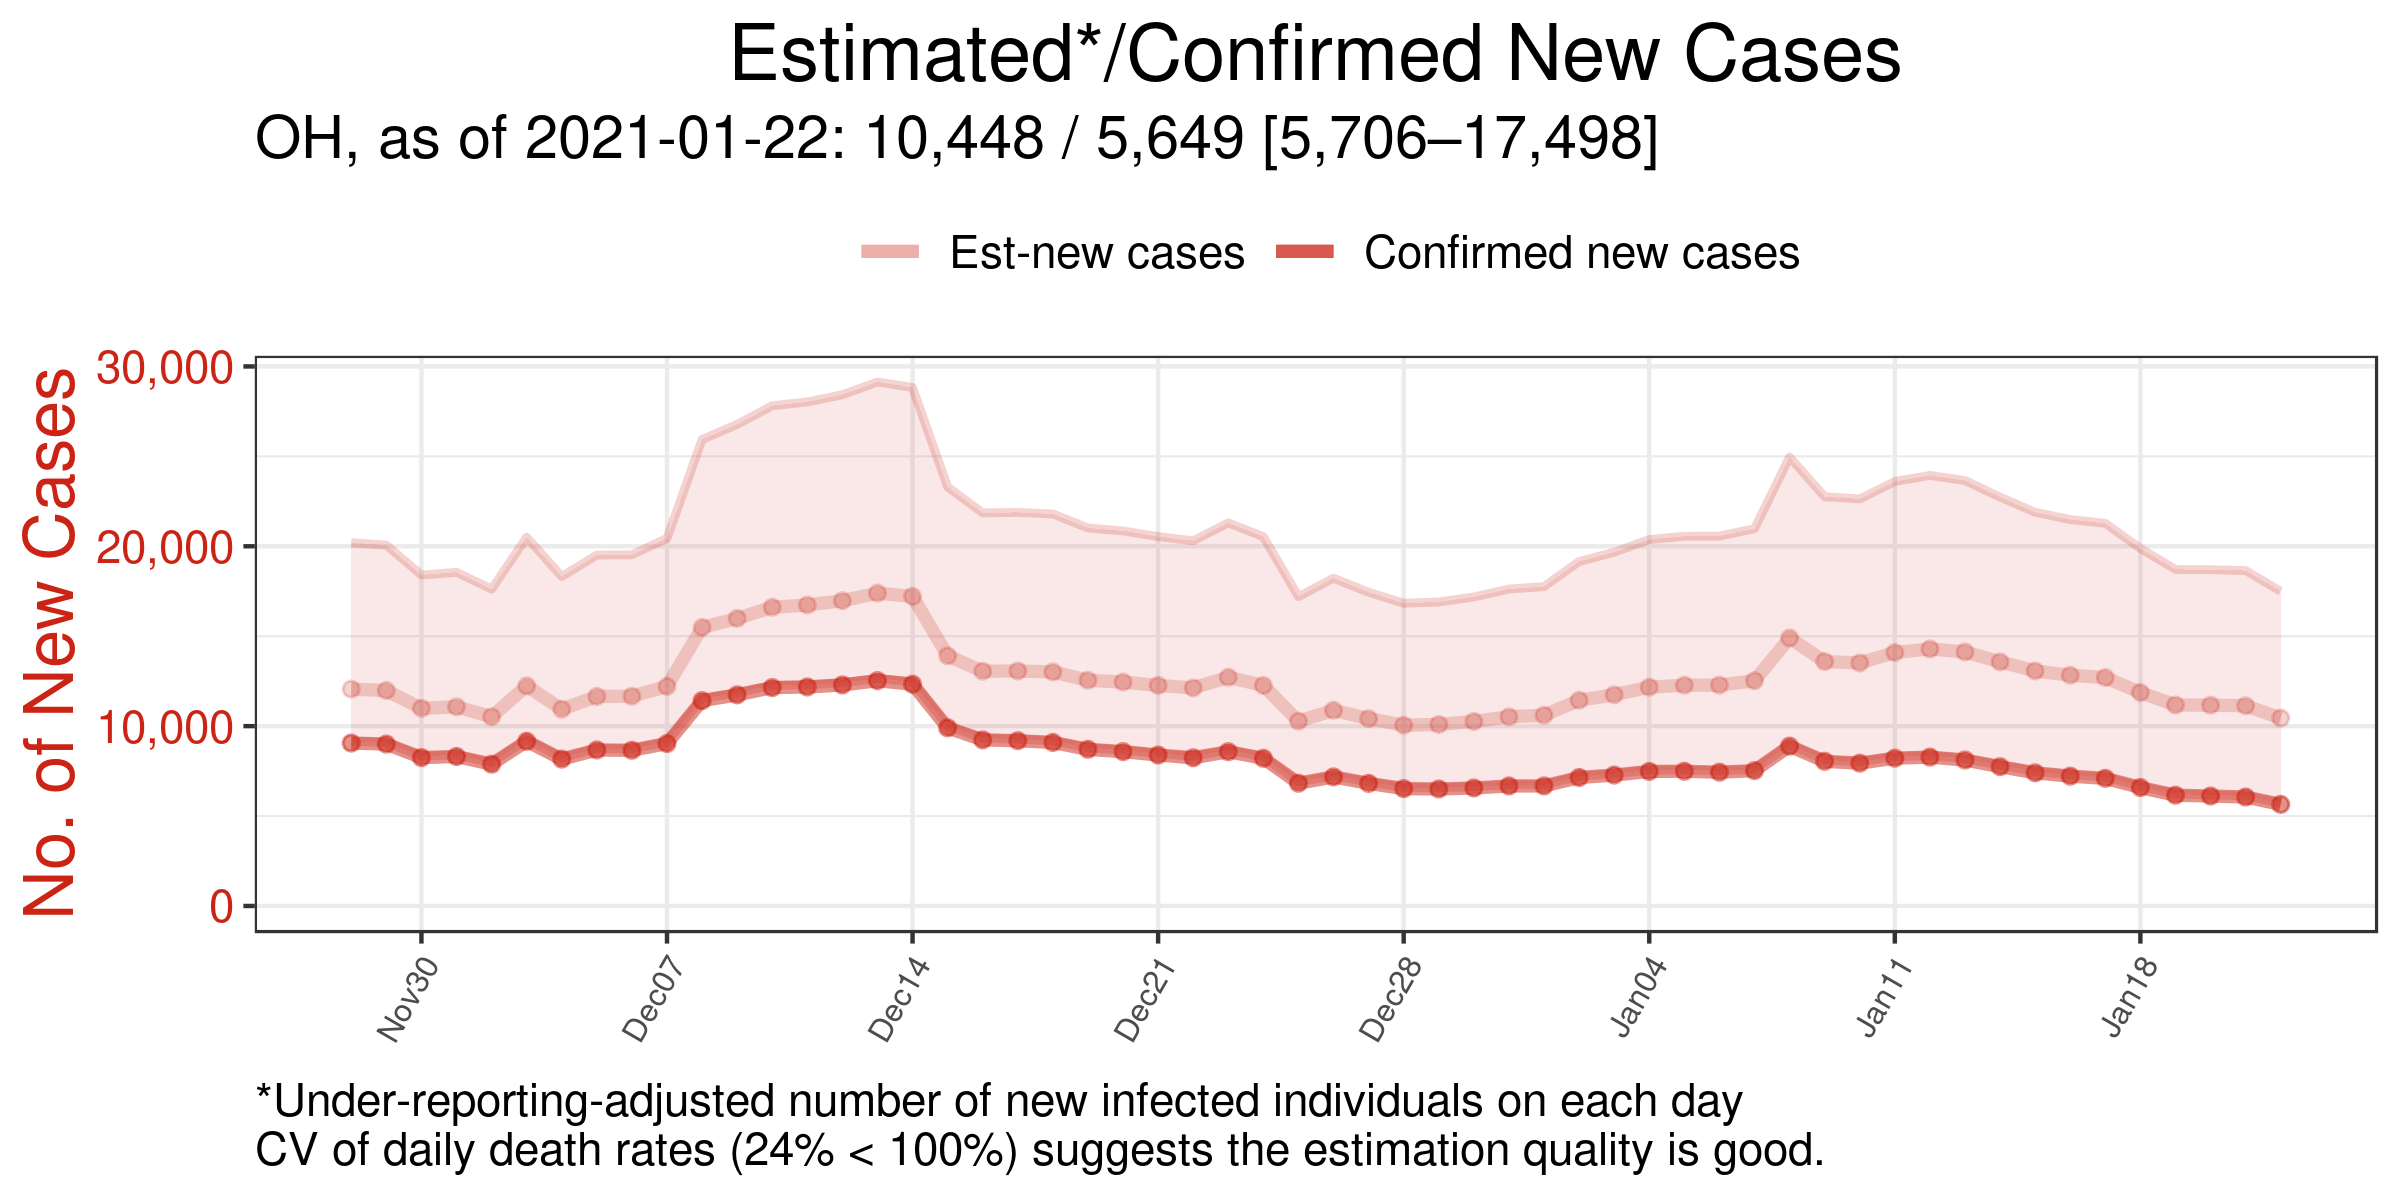 Estimated*/Confirmed New Cases
OH, as of 2021-01-22: 10,448 / 5,649 [5,706–17,498]
Est-new cases Confirmed new cases
No. of New Cases
30,000
20,000
10,000
0
Nov30 Dec07 Dec14 Dec21 Dec28 Jan04 Jan11 Jan18
*Under-reporting-adjusted number of new infected individuals on each day
CV of daily death rates (24% < 100%) suggests the estimation quality is good.